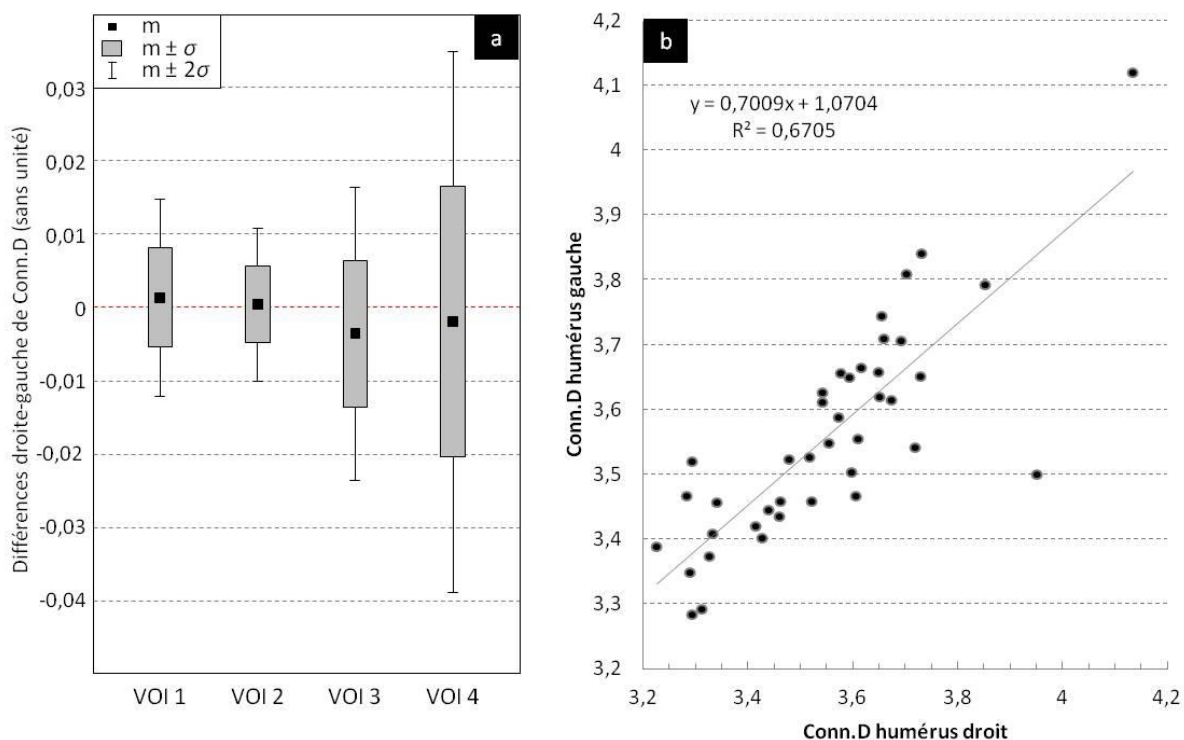 m
m ± σ
m ± 2σ
a
Différences droite-gauche de Conn.D (sans unité)
0,03
0,02
0,01
0
-0,01
-0,02
-0,03
-0,04
VOI 1 VOI 2 VOI 3 VOI 4
b
y = 0,7009x + 1,0704
R² = 0,6705
Conn.D humérus gauche
4,2
4,1
4
3,9
3,8
3,7
3,6
3,5
3,4
3,3
3,2
3,2 3,4 3,6 3,8 4 4,2
Conn.D humérus droit